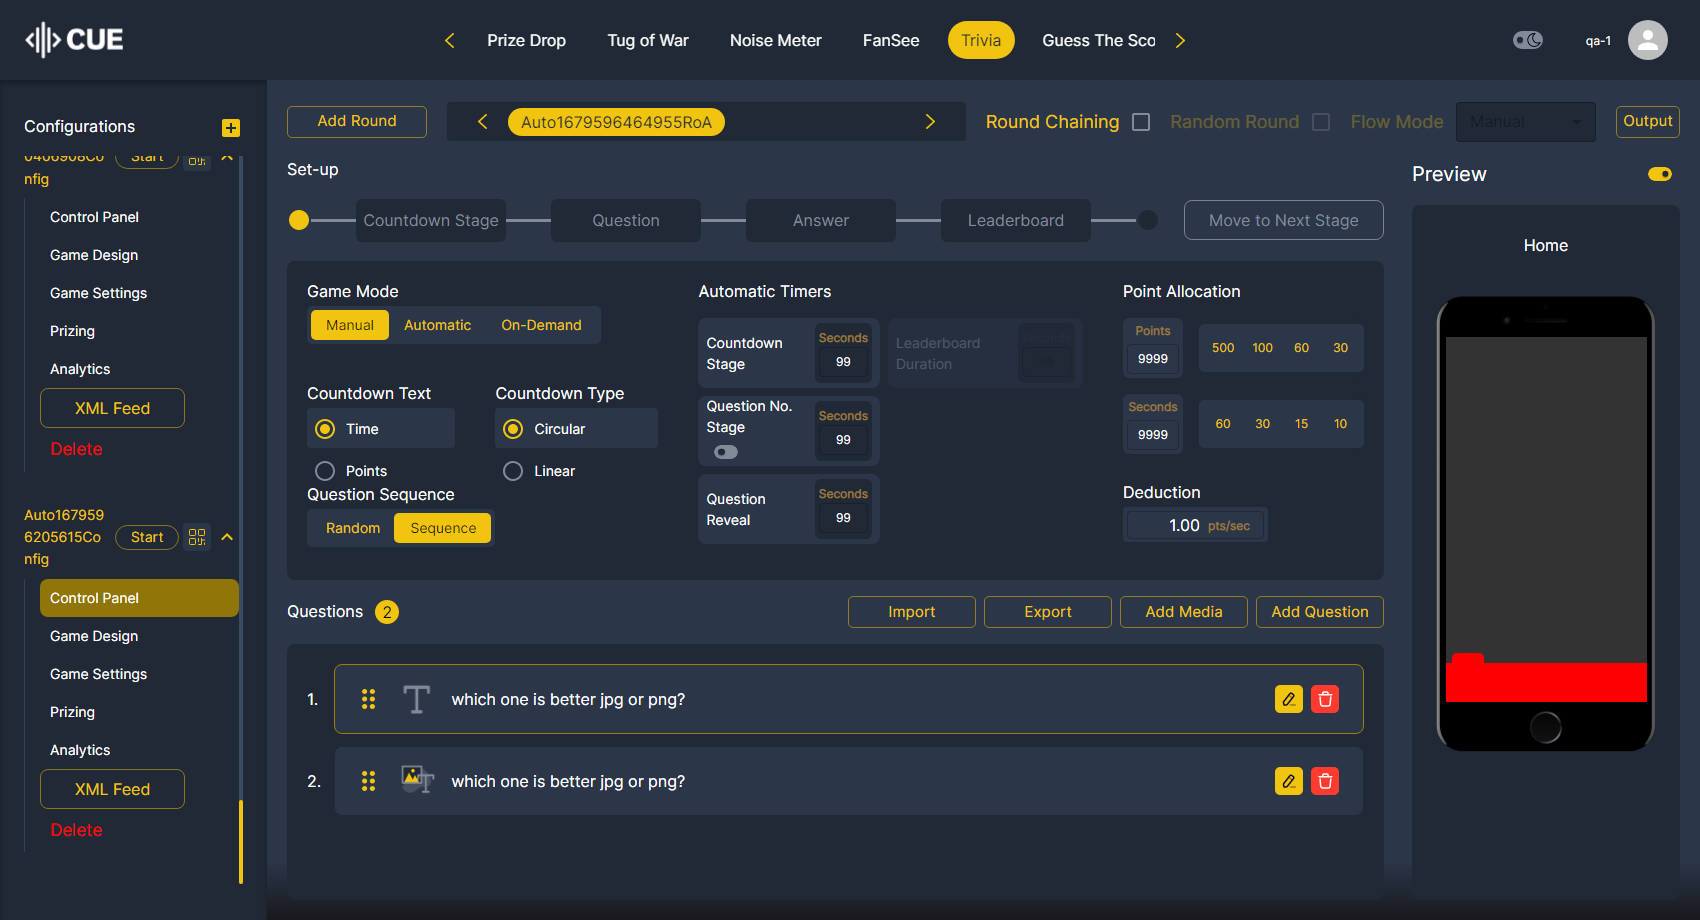 CUE
Prize Drop
Tug of War
Noise Meter
FanSee
Trivia
Guess The Sco
qa-1
Configurations
0406908Co
nfig
Start
Control Panel
Game Design
Game Settings
Prizing
Analytics
XML Feed
Delete
Auto167959
6205615Co
nfig
Start
Control Panel
Game Design
Game Settings
Prizing
Analytics
XML Feed
Delete
Add Round
Auto1679596464955RoA
Round Chaining
Random Round
Flow Mode
Manual
Output
Set-up
Countdown Stage
Question
Answer
Leaderboard
Move to Next Stage
Game Mode
Manual
Automatic
On-Demand
Countdown Text
Time
Points
Countdown Type
Circular
Linear
Question Sequence
Random
Sequence
Automatic Timers
Countdown
Stage
Seconds
99
Leaderboard
Duration
Seconds
99
Question No.
Stage
Seconds
99
Question
Reveal
Seconds
99
Point Allocation
Points
9999
500
100
60
30
Seconds
9999
60
30
15
10
Deduction
1.00 pts/sec
Questions 2
Import
Export
Add Media
Add Question
1.
which one is better jpg or png?
2.
which one is better jpg or png?
Preview
Home